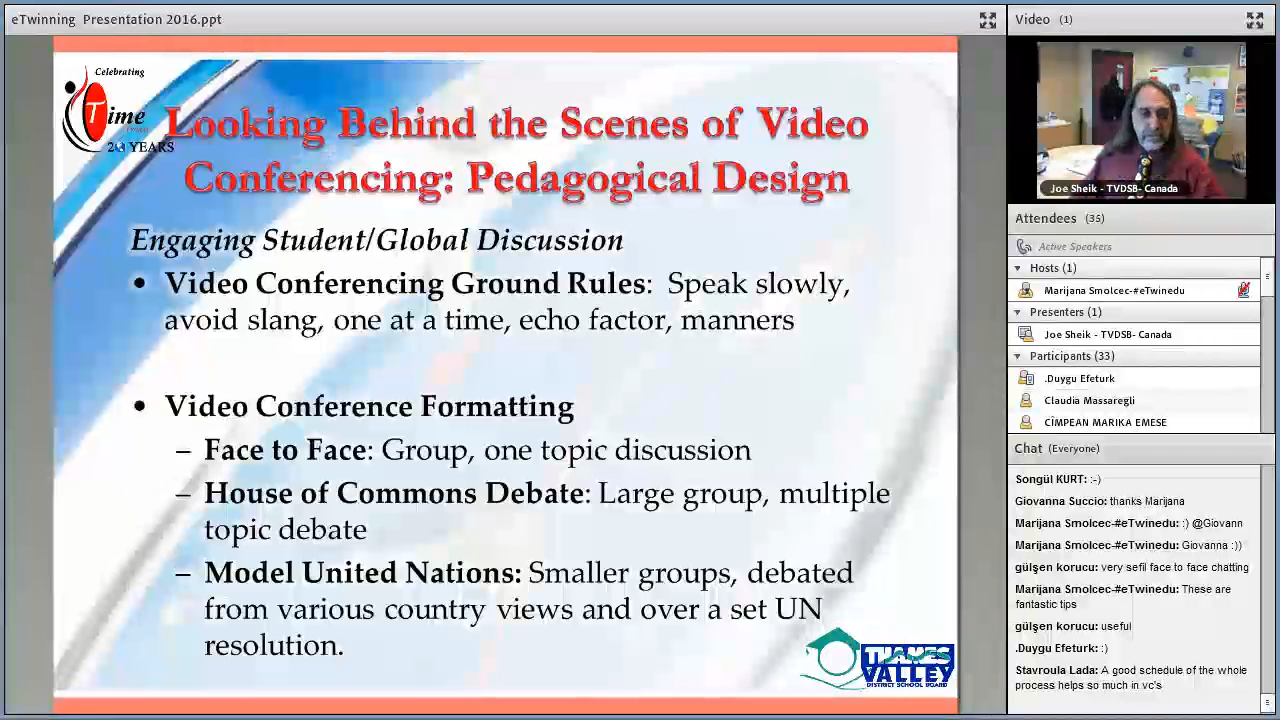 eTwinning Presentation 2016.ppt
Celebrating
Time
20 YEARS
Looking Behind the Scenes of Video
Conferencing: Pedagogical Design
Engaging Student/Global Discussion
• Video Conferencing Ground Rules: Speak slowly,
avoid slang, one at a time, echo factor, manners
• Video Conference Formatting
– Face to Face: Group, one topic discussion
– House of Commons Debate: Large group, multiple
topic debate
– Model United Nations: Smaller groups, debated
from various country views and over a set UN
resolution.
THAMES
VALLEY
DISTRICT SCHOOL BOARD
Video (1)
Joe Sheik - TVDSB- Canada
Attendees (35)
Active Speakers
Hosts (1)
Marijana Smolcec-#eTwinedu
Presenters (1)
Joe Sheik - TVDSB- Canada
Participants (33)
.Duygu Efeturk
Claudia Massaregli
CÎMPEAN MARIKA EMESE
Chat (Everyone)
Songül KURT: :-)
Giovanna Succio: thanks Marijana
Marijana Smolcec-#eTwinedu: :) @Giovann
Marijana Smolcec-#eTwinedu: Giovanna :))
gülşen korucu: very sefil face to face chatting
Marijana Smolcec-#eTwinedu: These are
fantastic tips
gülşen korucu: useful
.Duygu Efeturk: :)
Stavroula Lada: A good schedule of the whole
process helps so much in vc's